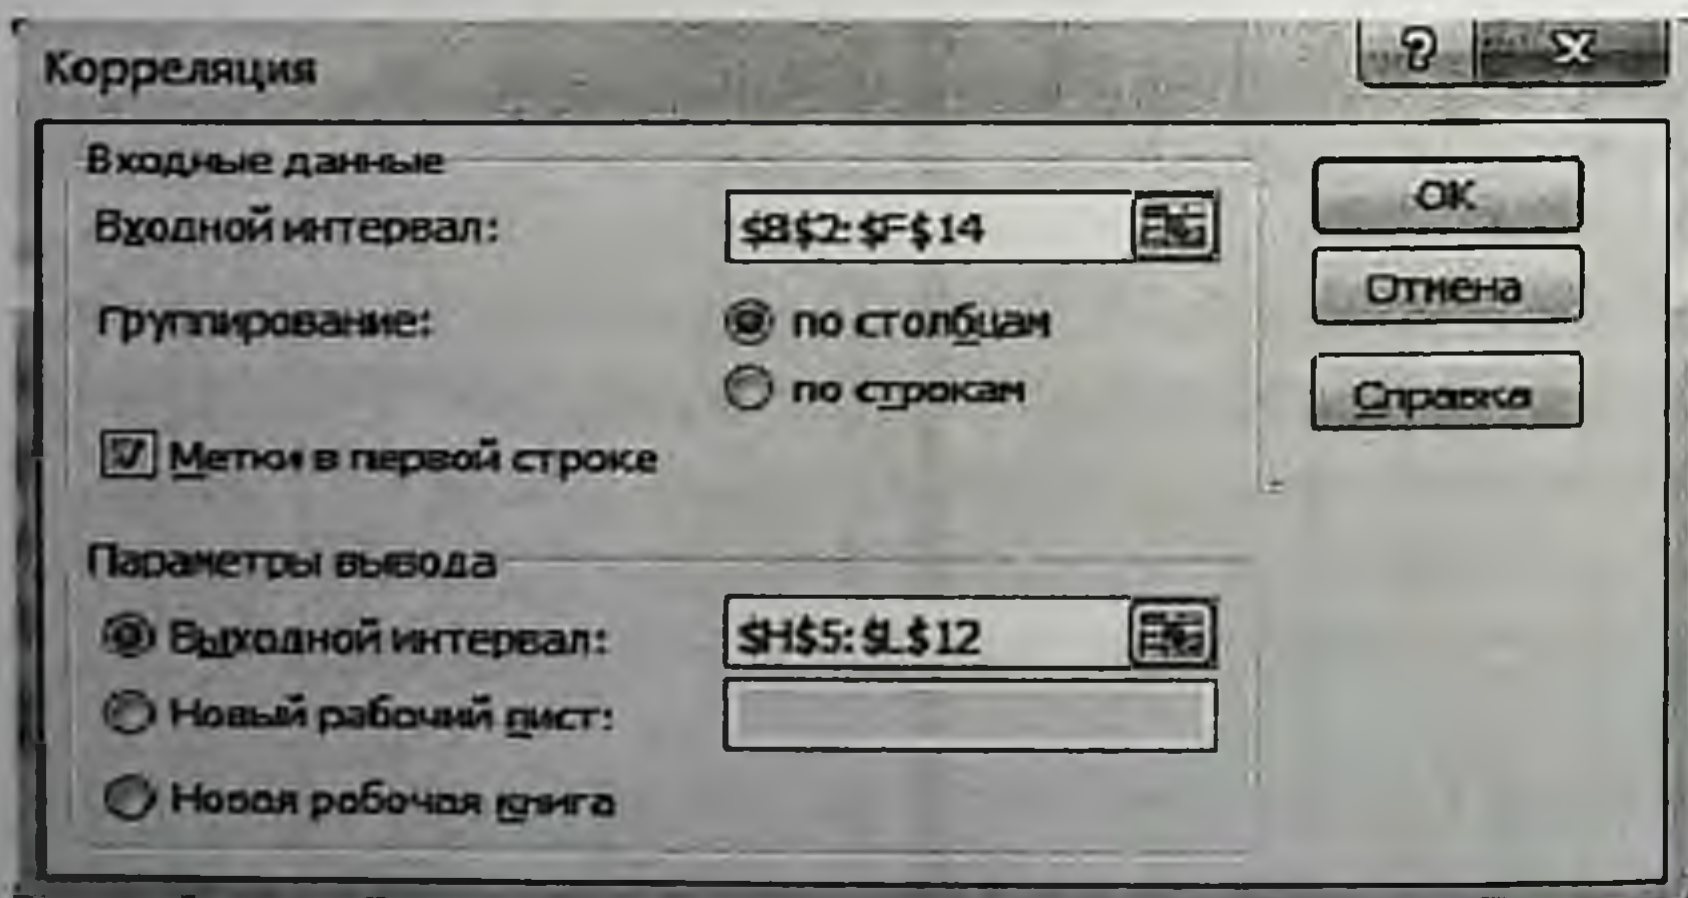 Корреляция
? X
Входные данные
Входной интервал: $B$2:$F$14
Группирование: по столбцам
по строкам
Метки в первой строке
Параметры вывода
Выходной интервал: $H$5:$L$12
Новый рабочий лист:
Новая рабочая книга
ОК
Отмена
Справка